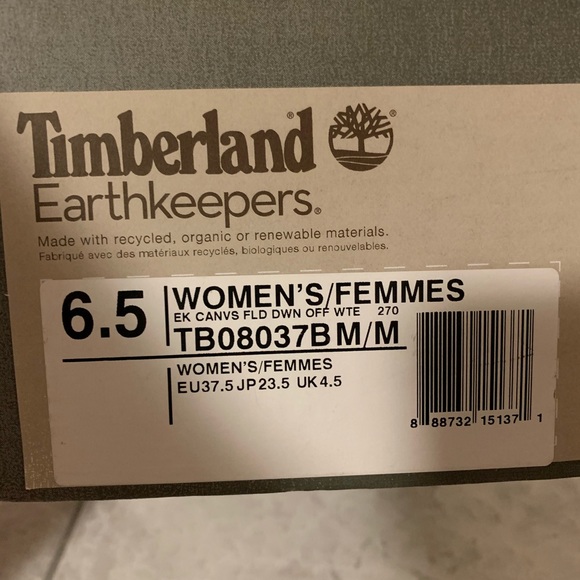 Timberland®
Earthkeepers®
Made with recycled, organic or renewable materials.
Fabriqué avec des matériaux recyclés, biologiques ou renouvelables.
6.5
WOMEN'S/FEMMES
EK CANVS FLD DWN OFF WTE 270
TB08037B M/M
WOMEN'S/FEMMES
EU37.5 JP23.5 UK4.5
8 88732 15137 1